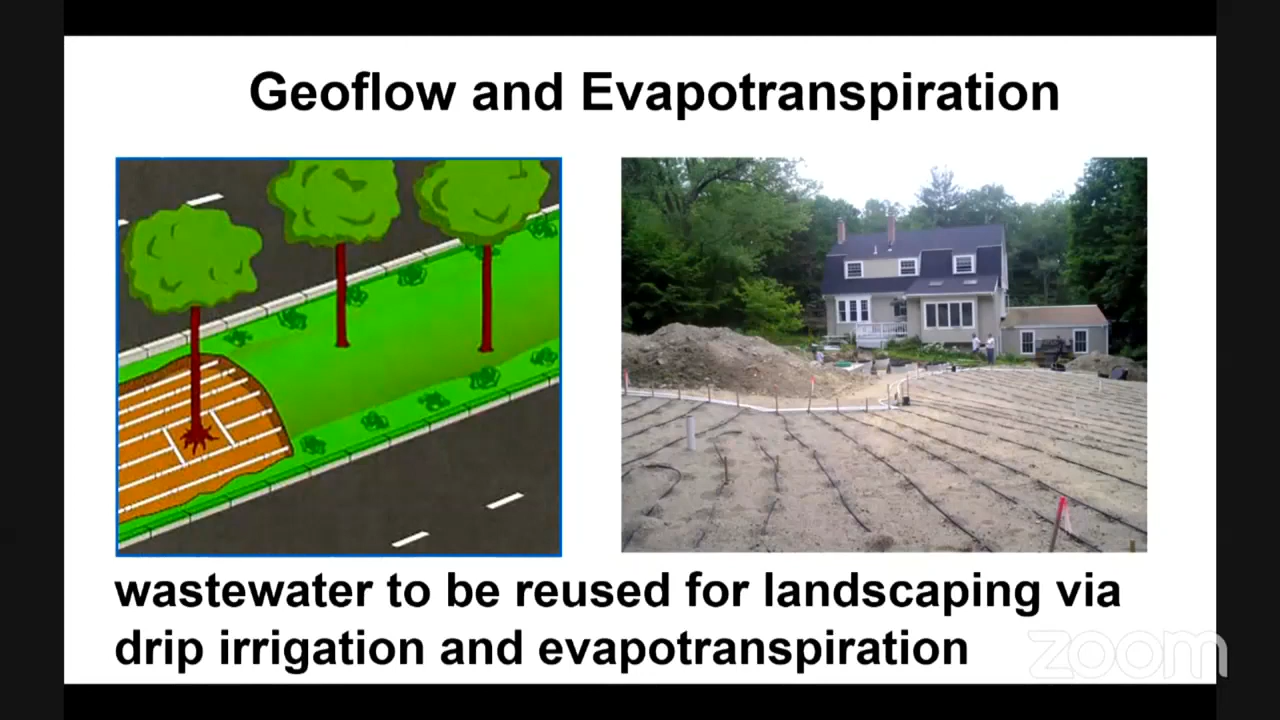 Geoflow and Evapotranspiration
wastewater to be reused for landscaping via
drip irrigation and evapotranspiration
zoom